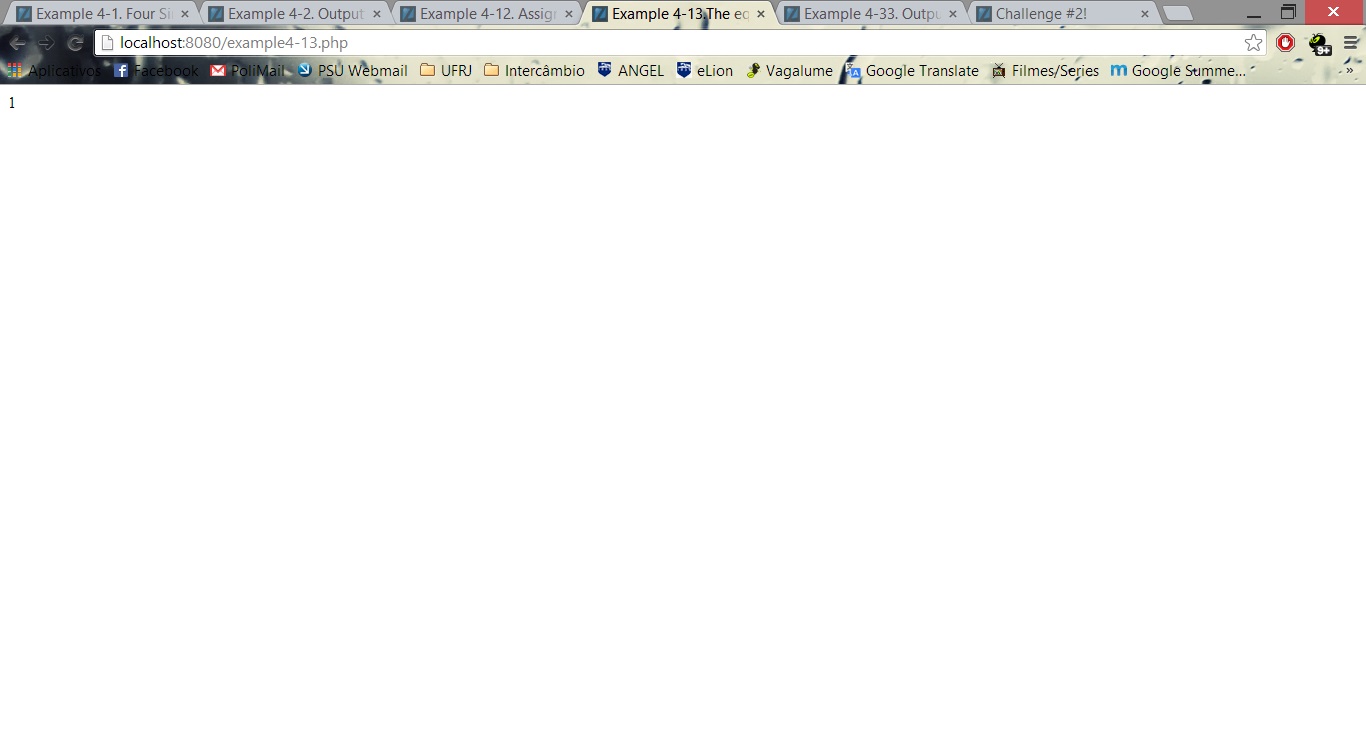 Example 4-1. Four Si
Example 4-2. Output
Example 4-12. Assign
Example 4-13.The eq
Example 4-33. Outpu
Challenge #2!
localhost:8080/example4-13.php
9+
Aplicativos Facebook PoliMail PSU Webmail UFRJ Intercâmbio ANGEL eLion Vagalume Google Translate Filmes/Series Google Summe... »
1